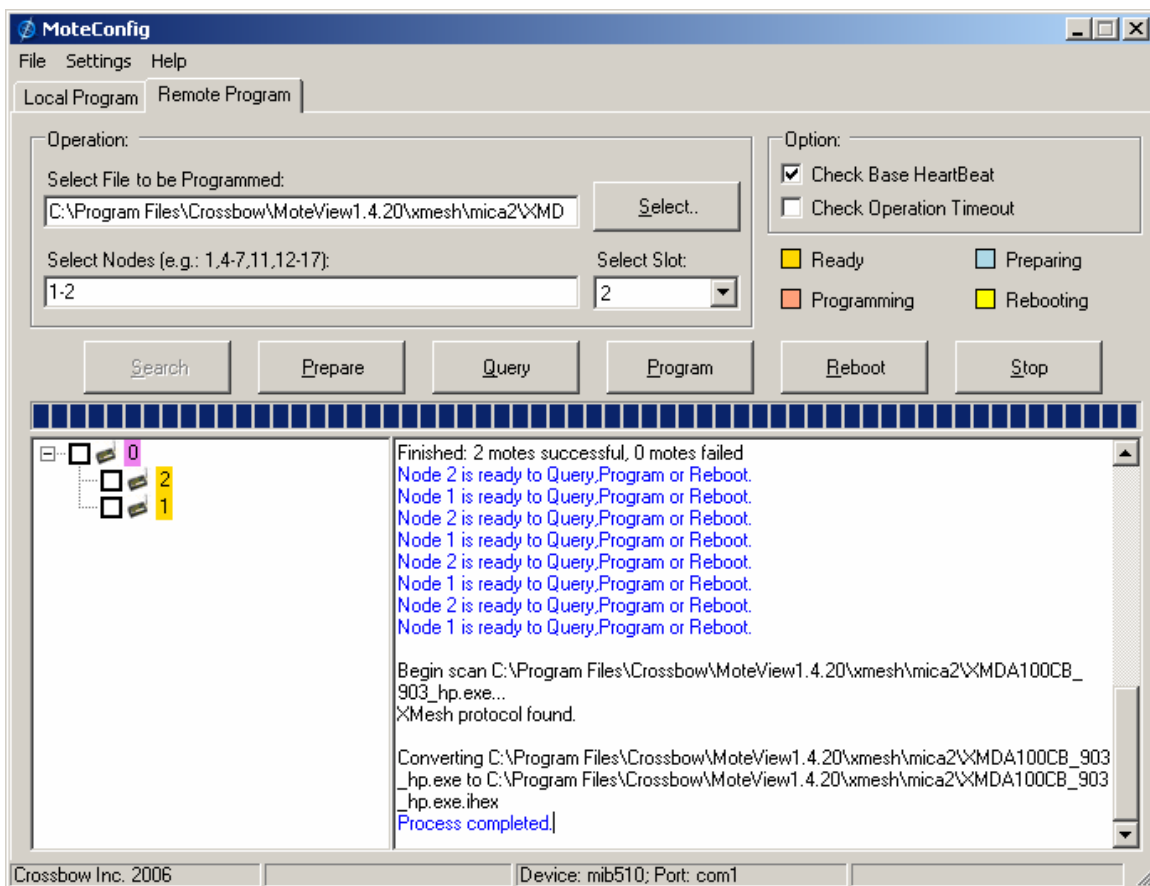 MoteConfig
File Settings Help
Local Program Remote Program
Operation:
Option:
Select File to be Programmed:
C:\Program Files\Crossbow\MoteView1.4.20\xmesh\mica2\XMD
Select..
Check Base HeartBeat
Check Operation Timeout
Select Nodes (e.g.: 1,4-7,11,12-17):
Select Slot:
1-2
2
Ready
Preparing
Programming
Rebooting
Search Prepare Query Program Reboot Stop
0
2
1
Finished: 2 motes successful, 0 motes failed
Node 2 is ready to Query,Program or Reboot.
Node 1 is ready to Query,Program or Reboot.
Node 2 is ready to Query,Program or Reboot.
Node 1 is ready to Query,Program or Reboot.
Node 2 is ready to Query,Program or Reboot.
Node 1 is ready to Query,Program or Reboot.
Node 2 is ready to Query,Program or Reboot.
Node 1 is ready to Query,Program or Reboot.
Begin scan C:\Program Files\Crossbow\MoteView1.4.20\xmesh\mica2\XMDA100CB_
903_hp.exe...
XMesh protocol found.
Converting C:\Program Files\Crossbow\MoteView1.4.20\xmesh\mica2\XMDA100CB_903
_hp.exe to C:\Program Files\Crossbow\MoteView1.4.20\xmesh\mica2\XMDA100CB_903
_hp.exe.ihex
Process completed.
Crossbow Inc. 2006
Device: mib510; Port: com1